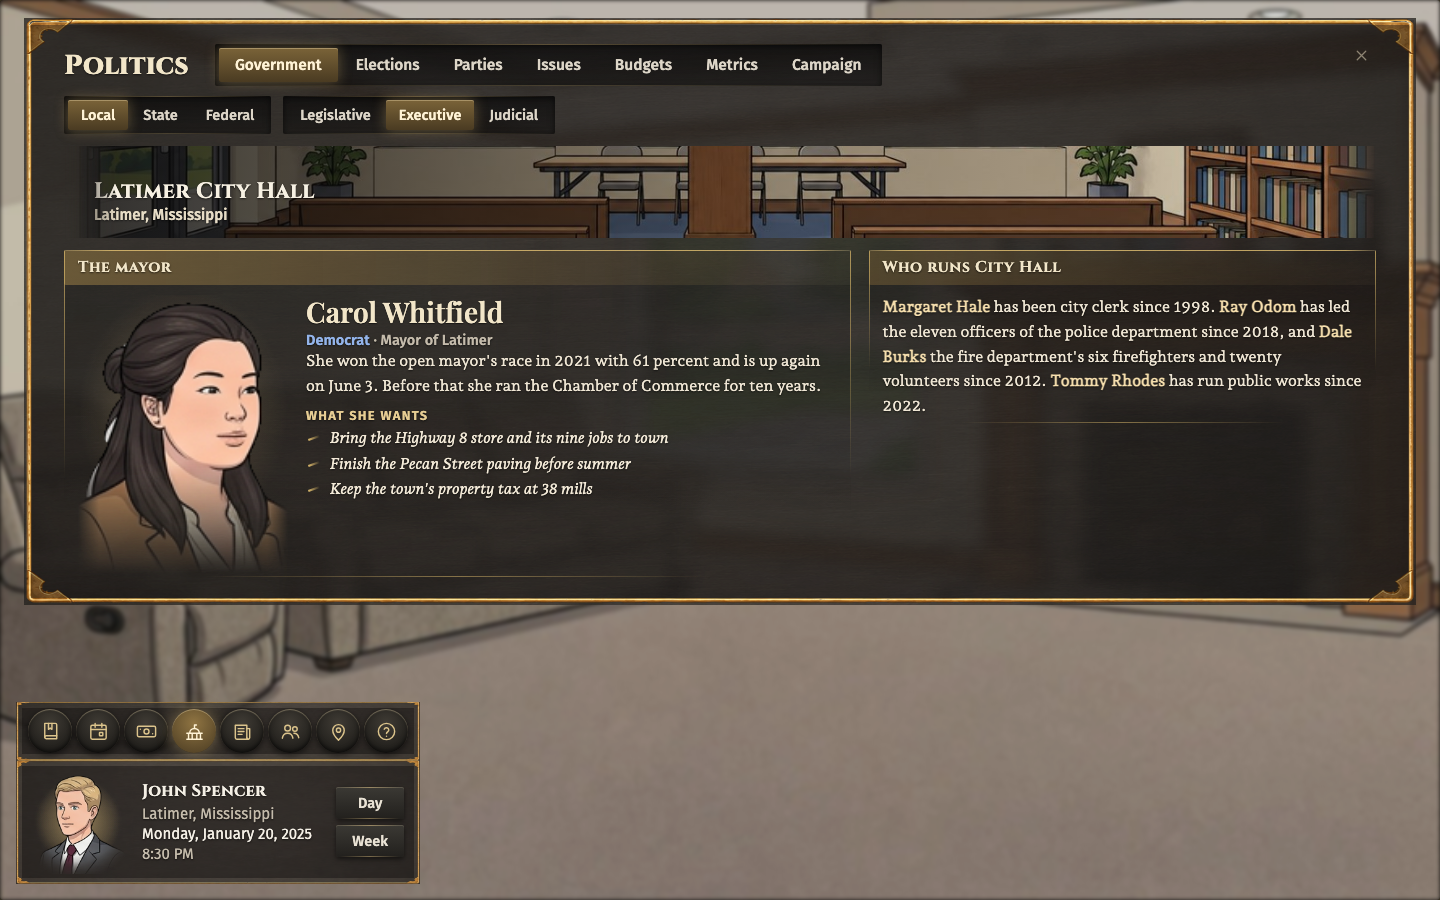 Politics
Government Elections Parties Issues Budgets Metrics Campaign
Local State Federal Legislative Executive Judicial
Latimer City Hall
Latimer, Mississippi
The mayor
Carol Whitfield
Democrat · Mayor of Latimer
She won the open mayor's race in 2021 with 61 percent and is up again
on June 3. Before that she ran the Chamber of Commerce for ten years.
WHAT SHE WANTS
Bring the Highway 8 store and its nine jobs to town
Finish the Pecan Street paving before summer
Keep the town's property tax at 38 mills
Who runs City Hall
Margaret Hale has been city clerk since 1998. Ray Odom has led
the eleven officers of the police department since 2018, and Dale
Burks the fire department's six firefighters and twenty
volunteers since 2012. Tommy Rhodes has run public works since
2022.
John Spencer
Latimer, Mississippi
Monday, January 20, 2025
8:30 PM
Day
Week